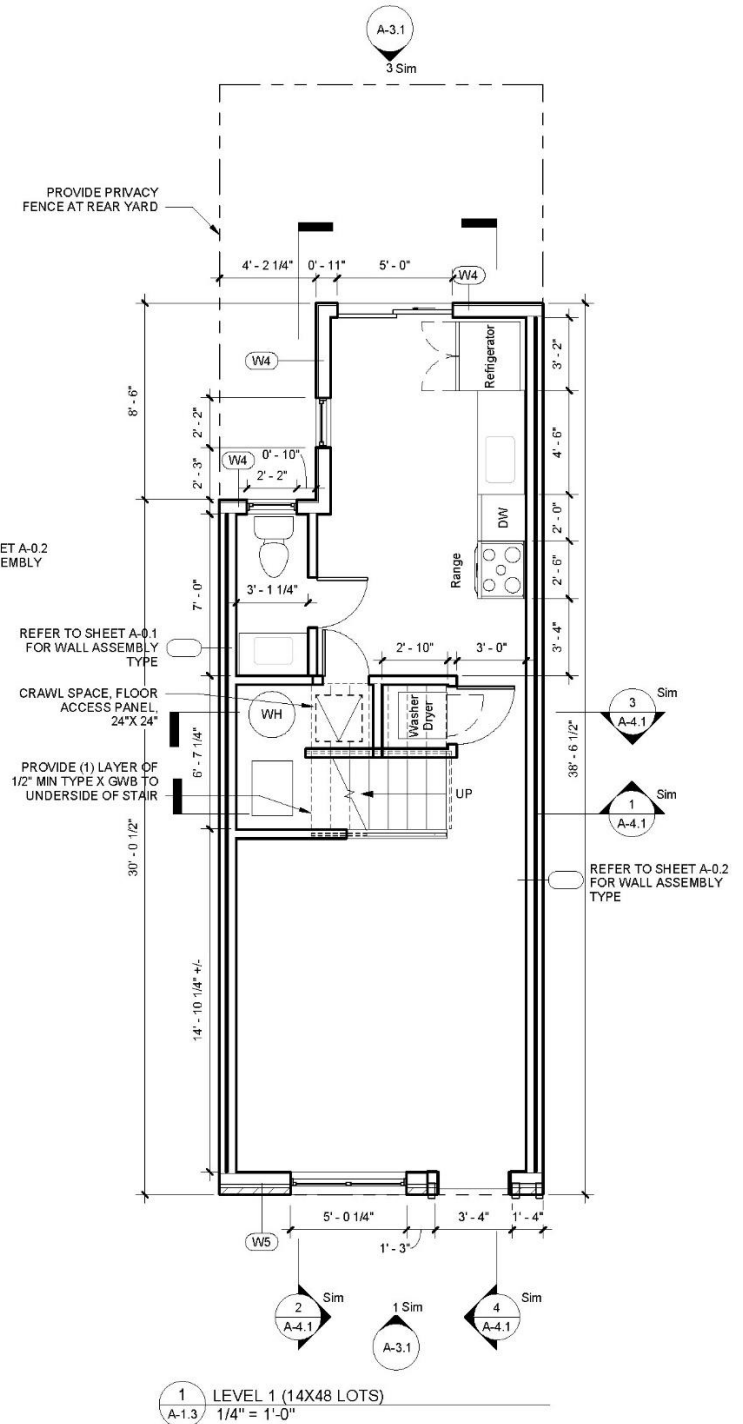 A-3.1
3 Sim
PROVIDE PRIVACY
FENCE AT REAR YARD
4' - 2 1/4"
0' - 11"
5' - 0"
W4
W4
Refrigerator
3' - 2"
8' - 6"
2' - 2"
4' - 6"
0' - 10"
W4
2' - 2"
2' - 3"
DW
2' - 0"
ET A-0.2
EMBLY
Range
2' - 6"
7' - 0"
3' - 1 1/4"
REFER TO SHEET A-0.1
FOR WALL ASSEMBLY
TYPE
2' - 10"
3' - 0"
3' - 4"
CRAWL SPACE, FLOOR
ACCESS PANEL,
24"X 24"
WH
Washer
Dryer
3
A-4.1
Sim
6' - 7 1/4"
38' - 6 1/2"
PROVIDE (1) LAYER OF
1/2" MIN TYPE X GWB TO
UNDERSIDE OF STAIR
UP
1
A-4.1
Sim
30' - 0 1/2"
REFER TO SHEET A-0.2
FOR WALL ASSEMBLY
TYPE
14' - 10 1/4" +/-
5' - 0 1/4"
3' - 4"
1' - 4"
W5
1' - 3"
2
A-4.1
Sim
1 Sim
A-3.1
4
A-4.1
Sim
1
A-1.3
LEVEL 1 (14X48 LOTS)
1/4" = 1'-0"